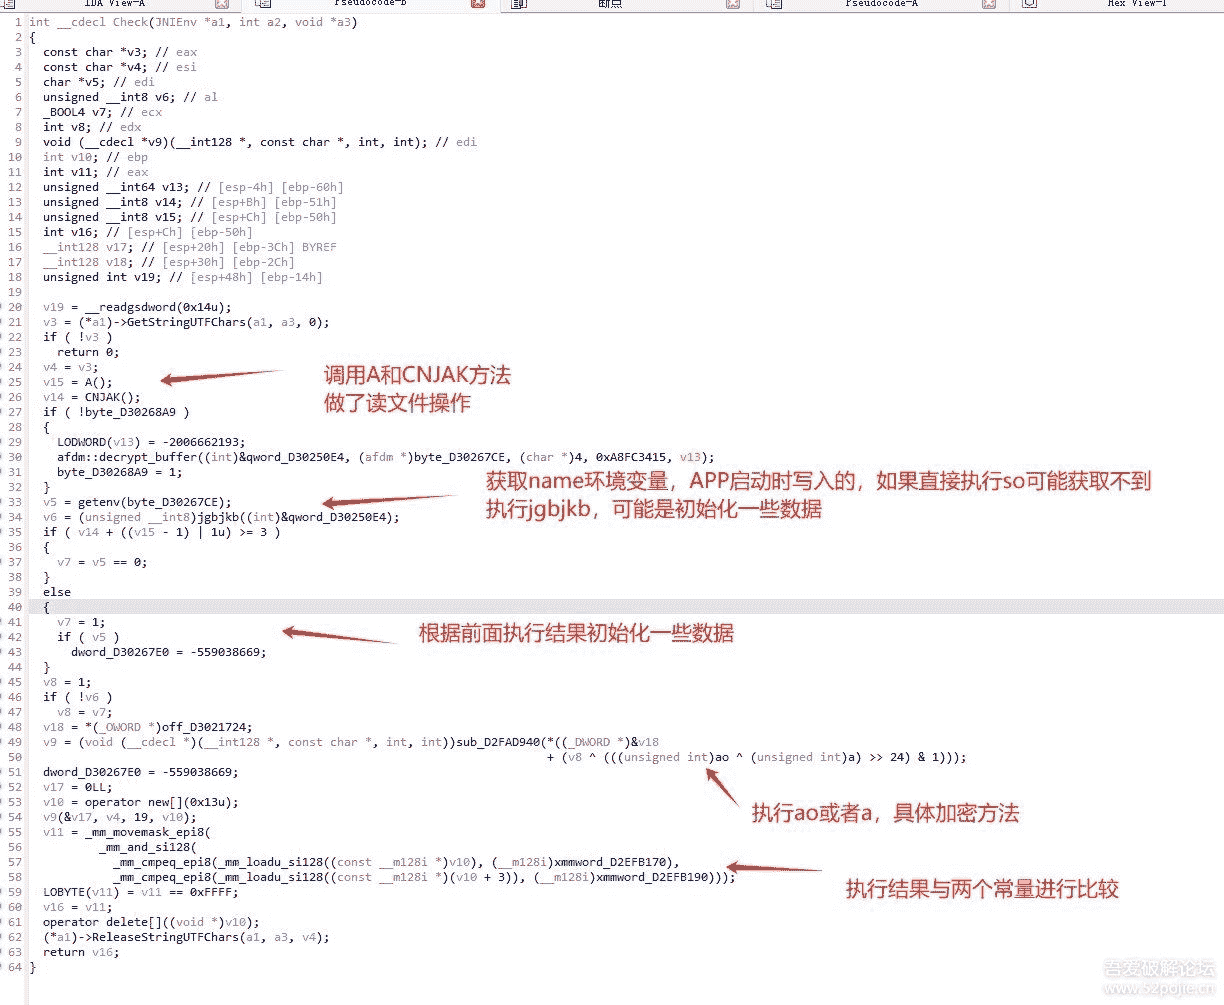 IDA View-A
Pseudocode-B
断点
Pseudocode-A
Hex View-1
1 int __cdecl Check(JNIEnv *a1, int a2, void *a3)
2 {
3 const char *v3; // eax
4 const char *v4; // esi
5 char *v5; // edi
6 unsigned __int8 v6; // al
7 _BOOL4 v7; // ecx
8 int v8; // edx
9 void (__cdecl *v9)(__int128 *, const char *, int, int); // edi
10 int v10; // ebp
11 int v11; // eax
12 unsigned __int64 v13; // [esp-4h] [ebp-60h]
13 unsigned __int8 v14; // [esp+Bh] [ebp-51h]
14 unsigned __int8 v15; // [esp+Ch] [ebp-50h]
15 int v16; // [esp+Ch] [ebp-50h]
16 __int128 v17; // [esp+20h] [ebp-3Ch] BYREF
17 __int128 v18; // [esp+30h] [ebp-2Ch]
18 unsigned int v19; // [esp+48h] [ebp-14h]
19
20 v19 = __readgsdword(0x14u);
21 v3 = (*a1)->GetStringUTFChars(a1, a3, 0);
22 if ( !v3 )
23 return 0;
24 v4 = v3;
25 v15 = A();
26 v14 = CNJAK();
调用A和CNJAK方法
做了读文件操作
27 if ( !byte_D30268A9 )
28 {
29 LODWORD(v13) = -2006662193;
30 afdm::decrypt_buffer((int)&qword_D30250E4, (afdm *)byte_D30267CE, (char *)4, 0xA8FC3415, v13);
31 byte_D30268A9 = 1;
32 }
33 v5 = getenv(byte_D30267CE);
34 v6 = (unsigned __int8)jgbjkb((int)&qword_D30250E4);
获取name环境变量，APP启动时写入的，如果直接执行so可能获取不到
执行jgbjkb，可能是初始化一些数据
35 if ( v14 + ((v15 - 1) | 1u) >= 3 )
36 {
37 v7 = v5 == 0;
38 }
39 else
40 {
41 v7 = 1;
42 if ( v5 )
43 dword_D30267E0 = -559038669;
根据前面执行结果初始化一些数据
44 }
45 v8 = 1;
46 if ( !v6 )
47 v8 = v7;
48 v18 = *(_OWORD *)off_D3021724;
49 v9 = (void (__cdecl *)(__int128 *, const char *, int, int))sub_D2FAD940(*((_DWORD *)&v18
50 + (v8 ^ (((unsigned int)ao ^ (unsigned int)a) >> 24) & 1)));
51 dword_D30267E0 = -559038669;
52 v17 = 0LL;
53 v10 = operator new[](0x13u);
54 v9(&v17, v4, 19, v10);
执行ao或者a，具体加密方法
55 v11 = _mm_movemask_epi8(
56 _mm_and_si128(
57 _mm_cmpeq_epi8(_mm_loadu_si128((const __m128i *)v10), (__m128i)xmmword_D2EFB170),
58 _mm_cmpeq_epi8(_mm_loadu_si128((const __m128i *)(v10 + 3)), (__m128i)xmmword_D2EFB190)));
执行结果与两个常量进行比较
59 LOBYTE(v11) = v11 == 0xFFFF;
60 v16 = v11;
61 operator delete[]((void *)v10);
62 (*a1)->ReleaseStringUTFChars(a1, a3, v4);
63 return v16;
64 }
吾爱破解论坛
www.52pojie.cn